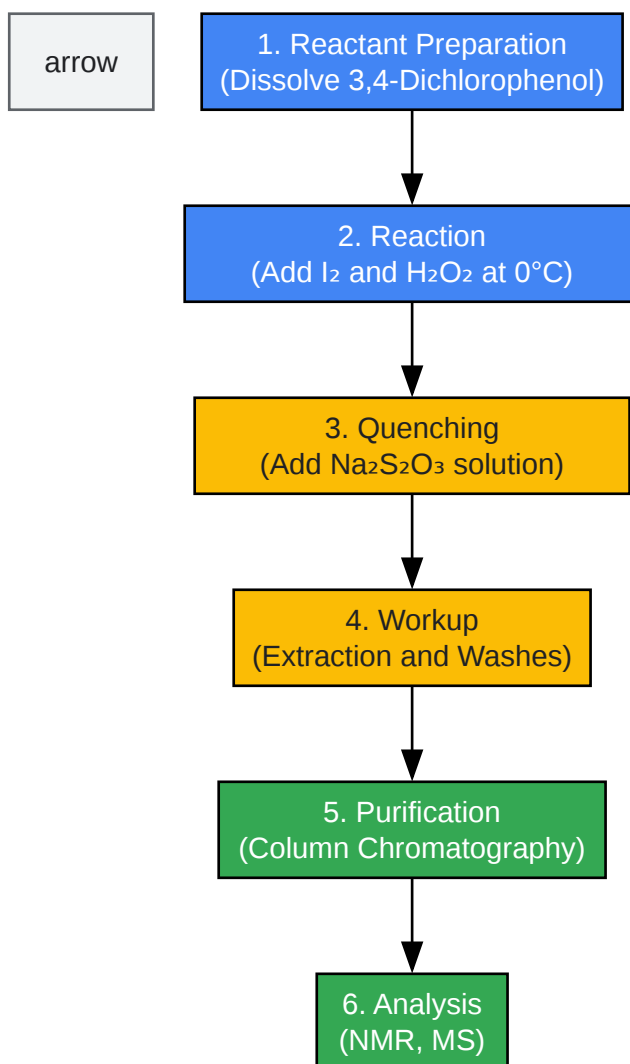 arrow
1. Reactant Preparation
(Dissolve 3,4-Dichlorophenol)
2. Reaction
(Add I₂ and H₂O₂ at 0°C)
3. Quenching
(Add Na₂S₂O₃ solution)
4. Workup
(Extraction and Washes)
5. Purification
(Column Chromatography)
6. Analysis
(NMR, MS)